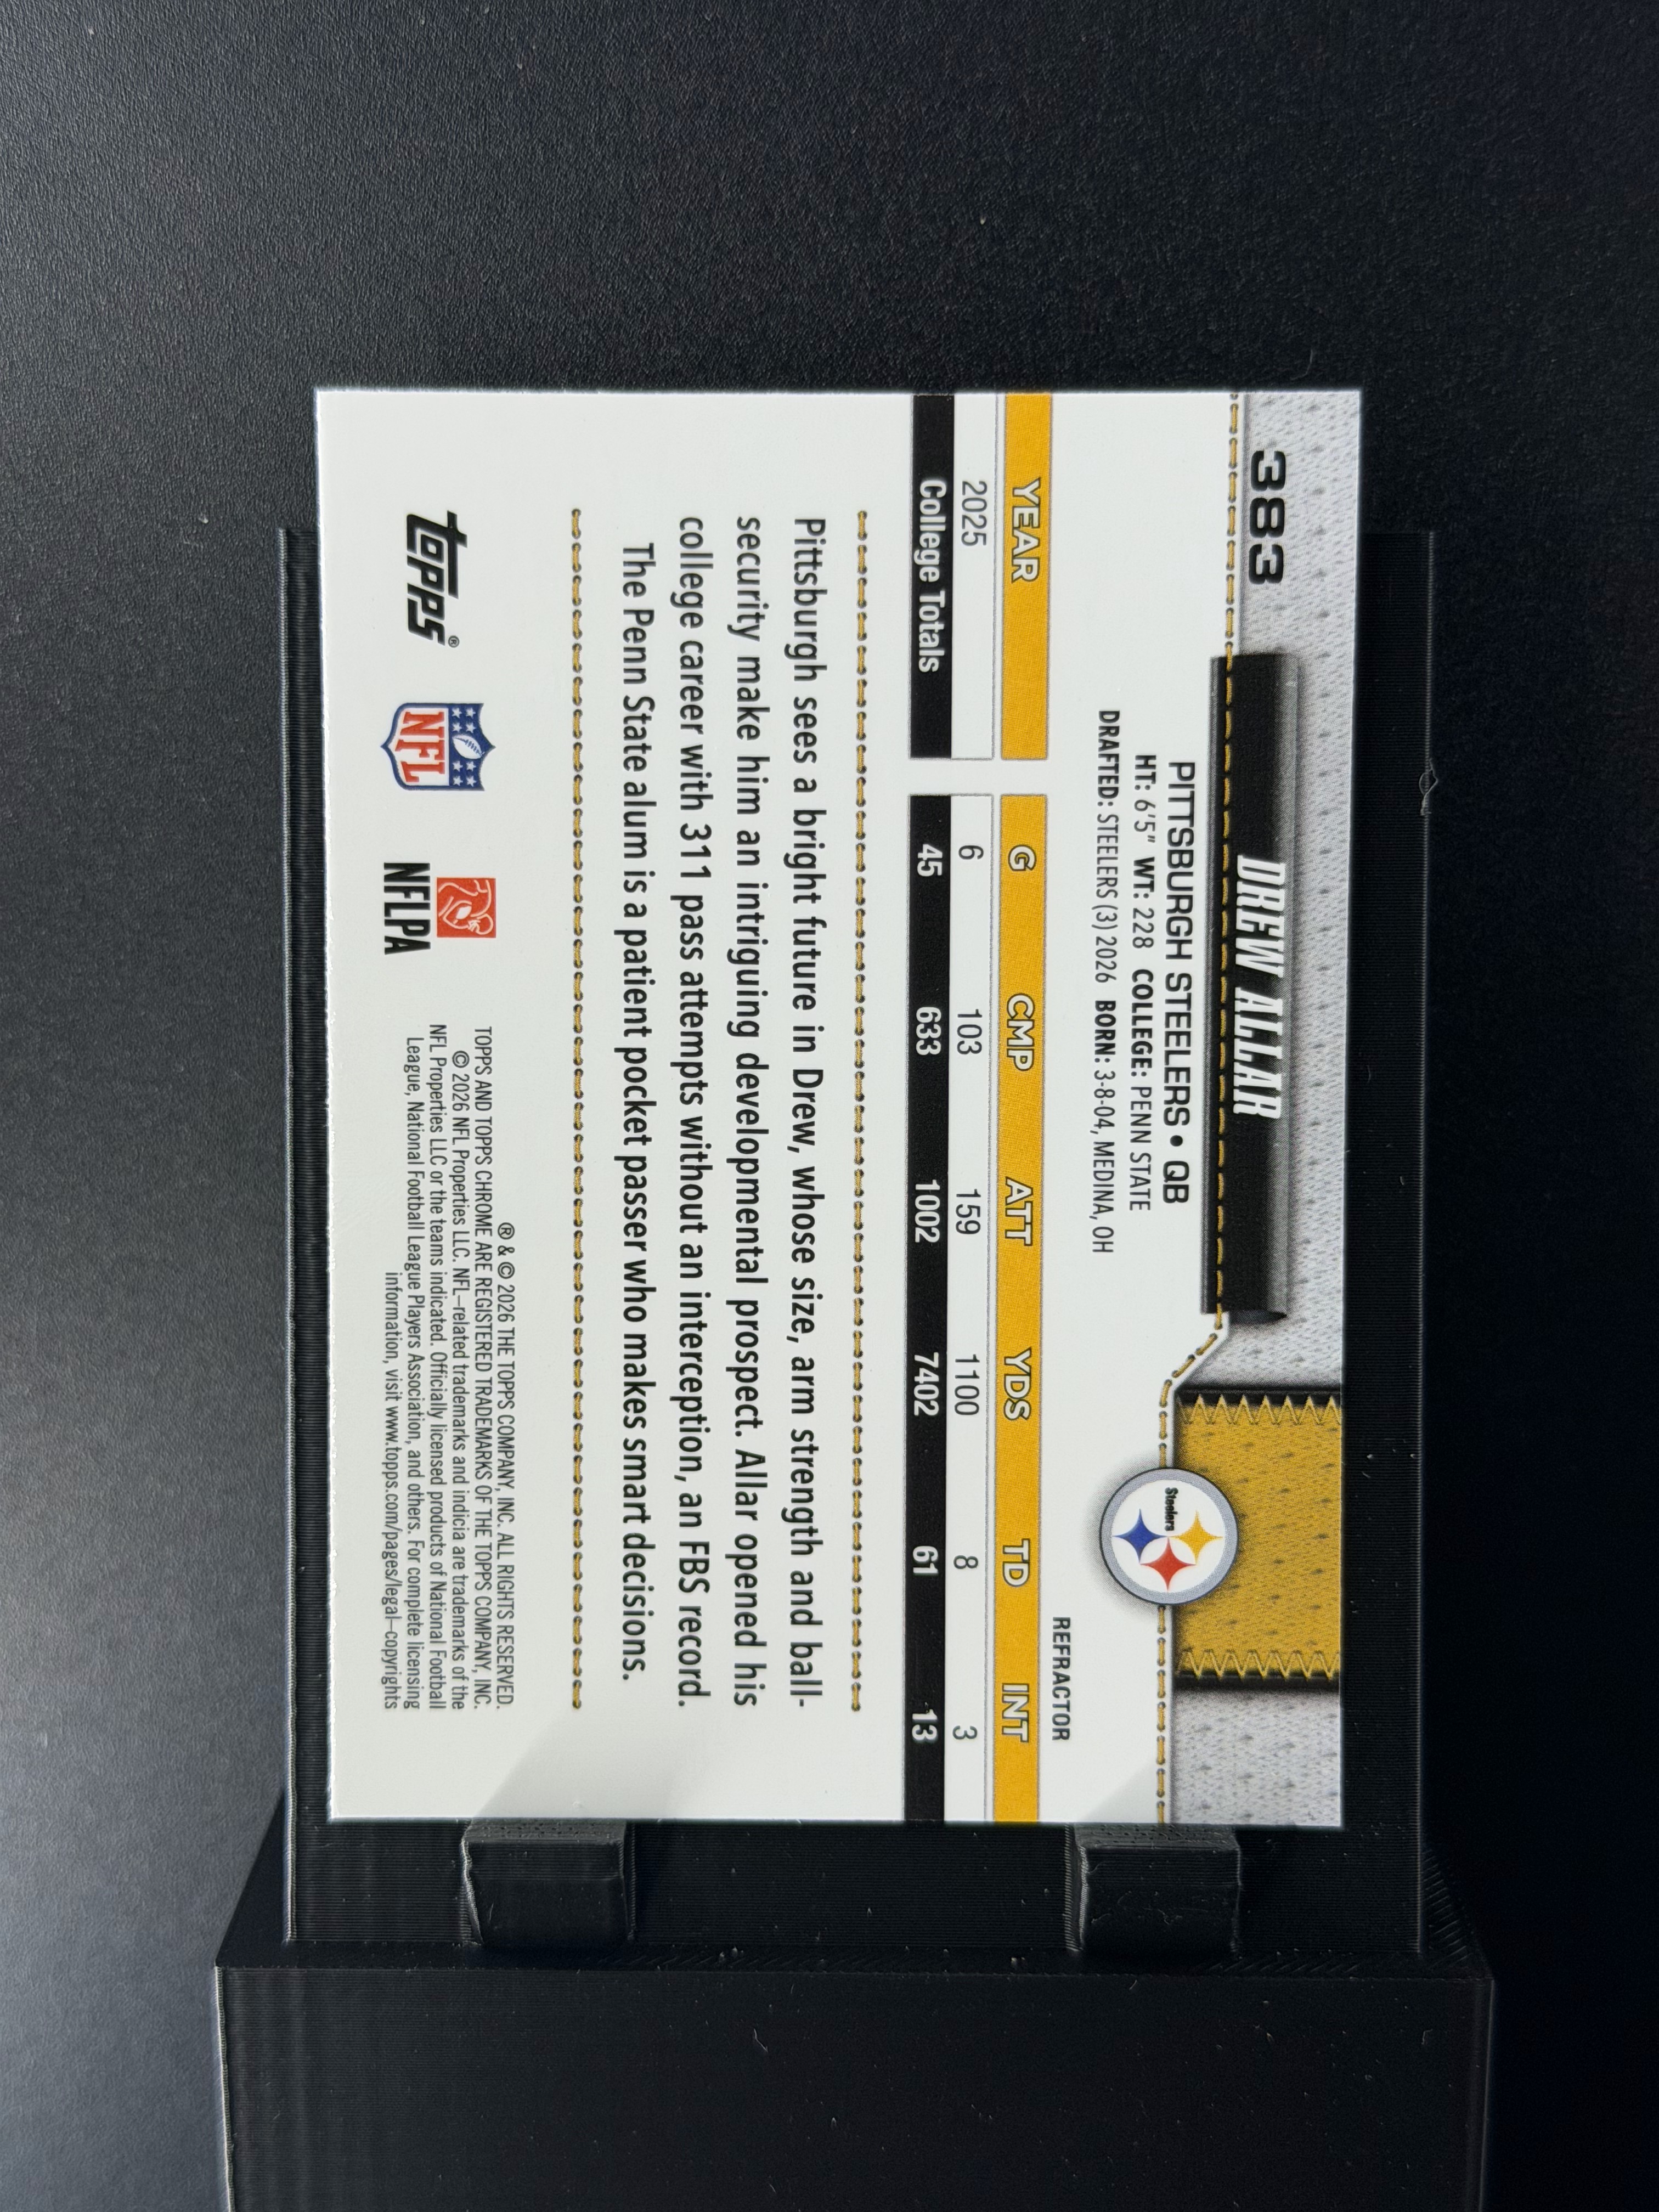 383
DREW ALLAR
PITTSBURGH STEELERS • QB
HT: 6'5" WT: 228 COLLEGE: PENN STATE
DRAFTED: STEELERS (3) 2026 BORN: 3-8-04, MEDINA, OH
Steelers
REFRACTOR
YEAR G CMP ATT YDS TD INT
2025 6 103 159 1100 8 3
College Totals 45 633 1002 7402 61 13
Pittsburgh sees a bright future in Drew, whose size, arm strength and ball-
security make him an intriguing developmental prospect. Allar opened his
college career with 311 pass attempts without an interception, an FBS record.
The Penn State alum is a patient pocket passer who makes smart decisions.
topps®
NFL
NFLPA
® & © 2026 THE TOPPS COMPANY, INC. ALL RIGHTS RESERVED.
TOPPS AND TOPPS CHROME ARE REGISTERED TRADEMARKS OF THE TOPPS COMPANY, INC.
© 2026 NFL Properties LLC. NFL-related trademarks and indicia are trademarks of the
NFL Properties LLC or the teams indicated. Officially licensed products of National Football
League, National Football League Players Association, and others. For complete licensing
information, visit www.topps.com/pages/legal-copyrights